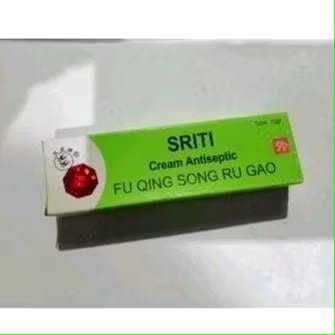 SRITI
Cream Antiseptic
FU QING SONG RU GAO